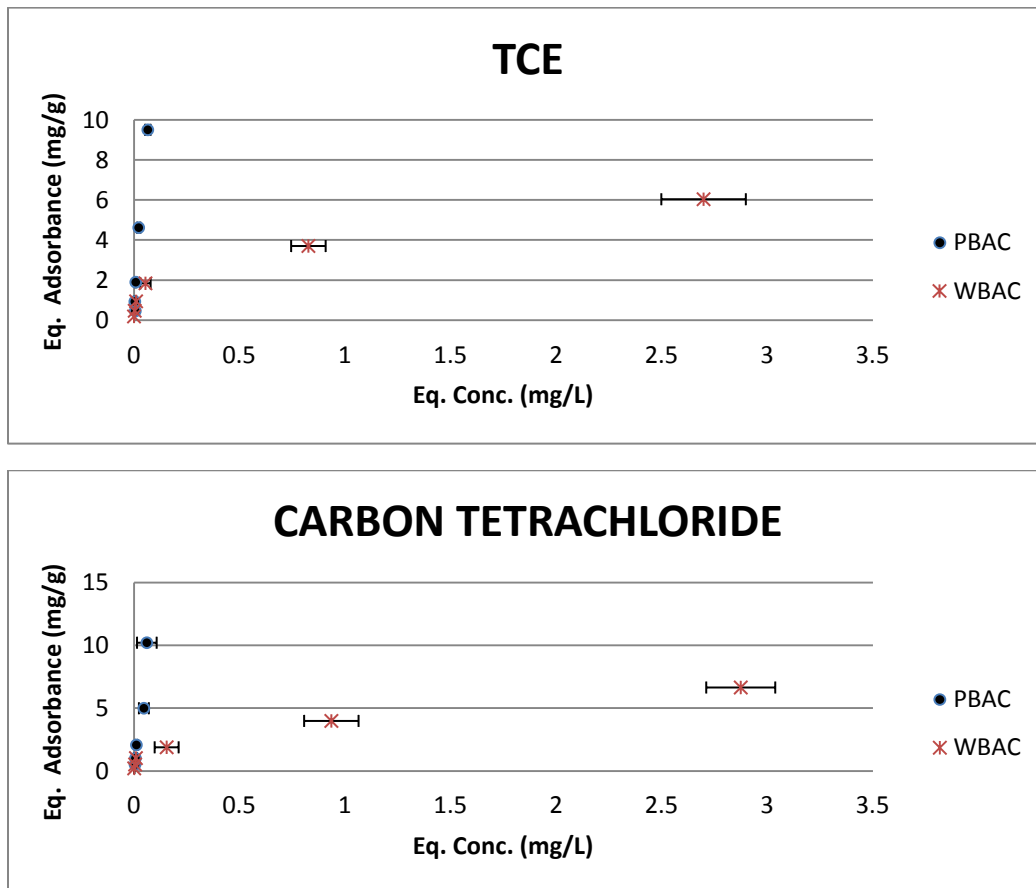 TCE
Eq. Adsorbance (mg/g)
10
8
6
4
2
0
0 0.5 1 1.5 2 2.5 3 3.5
Eq. Conc. (mg/L)
PBAC
WBAC
CARBON TETRACHLORIDE
Eq. Adsorbance (mg/g)
15
10
5
0
0 0.5 1 1.5 2 2.5 3 3.5
Eq. Conc. (mg/L)
PBAC
WBAC